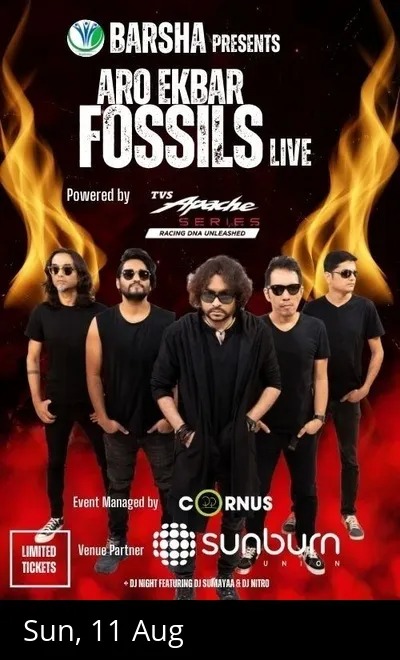 BARSHA PRESENTS
ARO EKBAR
FOSSILS LIVE
Powered by
TVS
Apache
SERIES
RACING DNA UNLEASHED
Event Managed by CORNUS
LIMITED
TICKETS
Venue Partner sunburn
UNION
+ DJ NIGHT FEATURING DJ SUMAYAA & DJ NITRO
Sun, 11 Aug